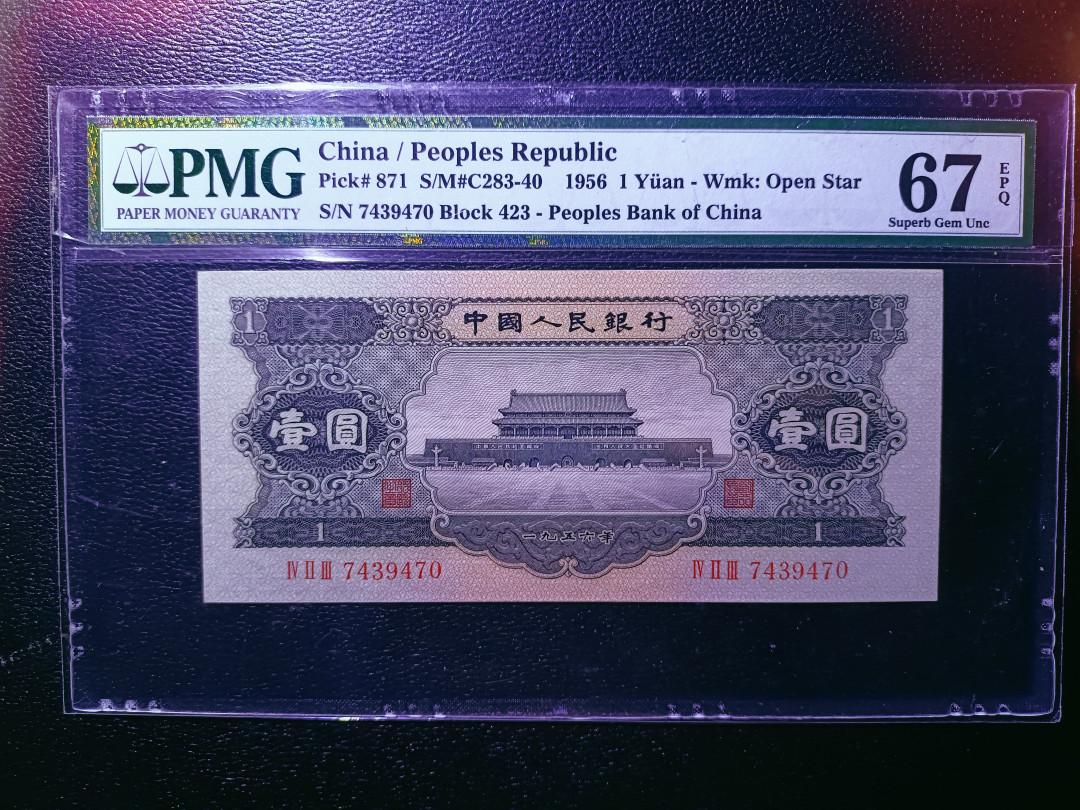 PMG
PAPER MONEY GUARANTY
China / Peoples Republic
Pick# 871 S/M#C283-40 1956 1 Yüan - Wmk: Open Star
S/N 7439470 Block 423 - Peoples Bank of China
67
EPQ
Superb Gem Unc
1 中國人民銀行 1
壹圓 壹圓
1 一九五六年 1
Ⅳ Ⅱ Ⅲ 7439470 Ⅳ Ⅱ Ⅲ 7439470